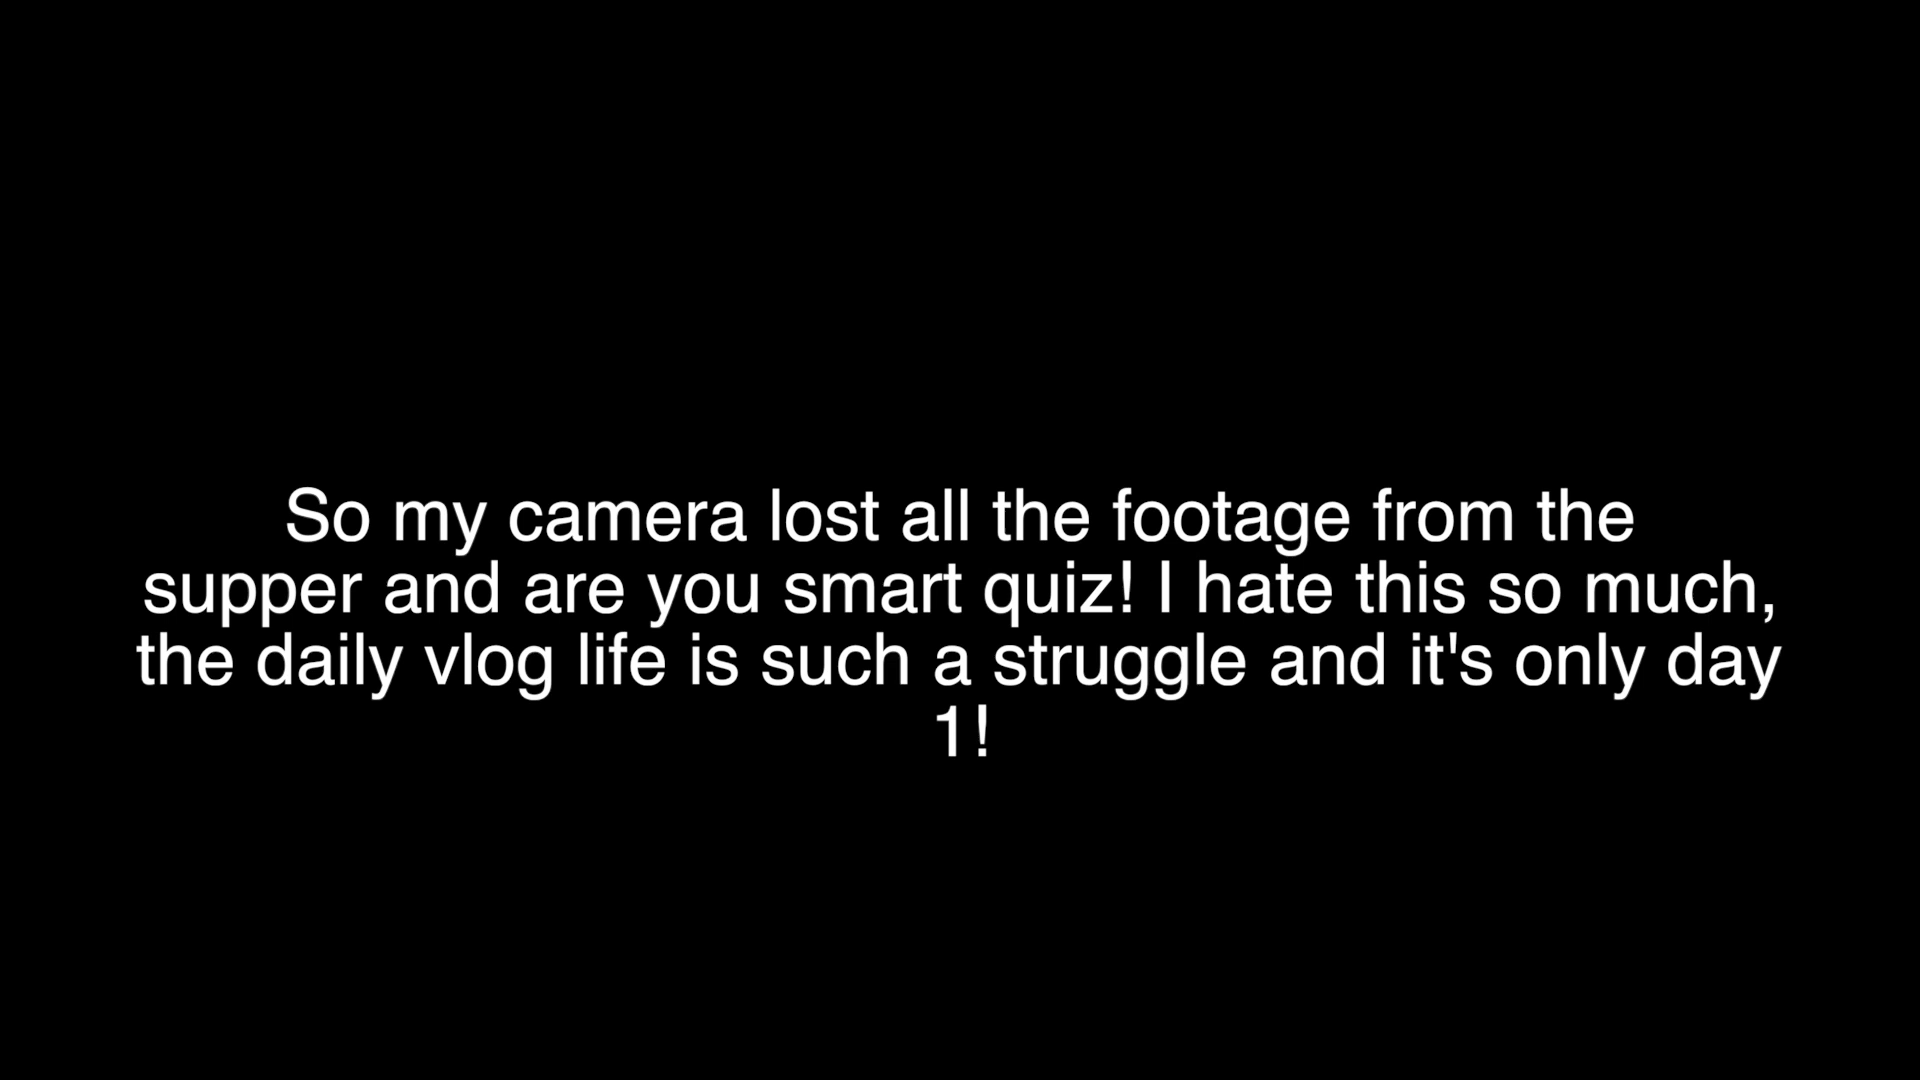 So my camera lost all the footage from the
supper and are you smart quiz! I hate this so much,
the daily vlog life is such a struggle and it's only day
1!